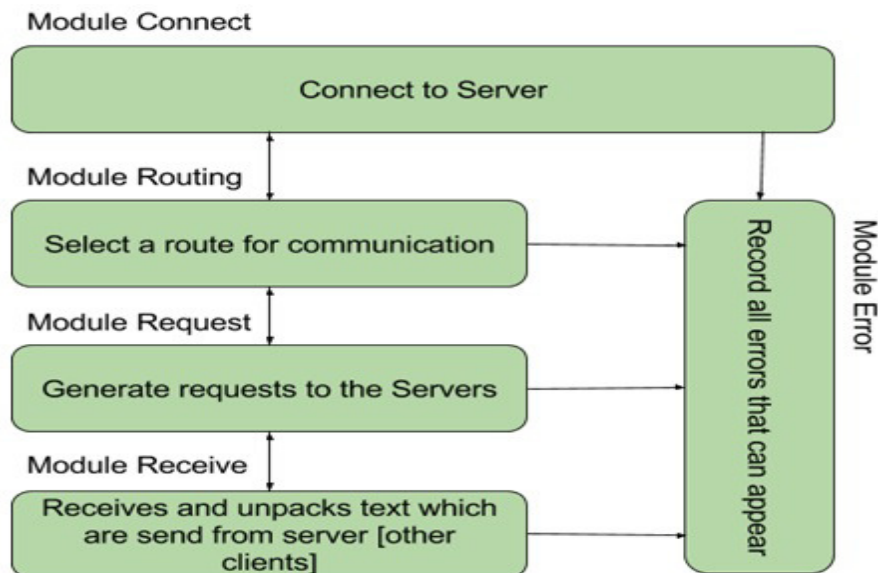 Module Connect
Connect to Server
Module Routing
Select a route for communication
Module Request
Generate requests to the Servers
Module Receive
Receives and unpacks text which
are send from server [other
clients]
Record all errors that can appear
Module Error